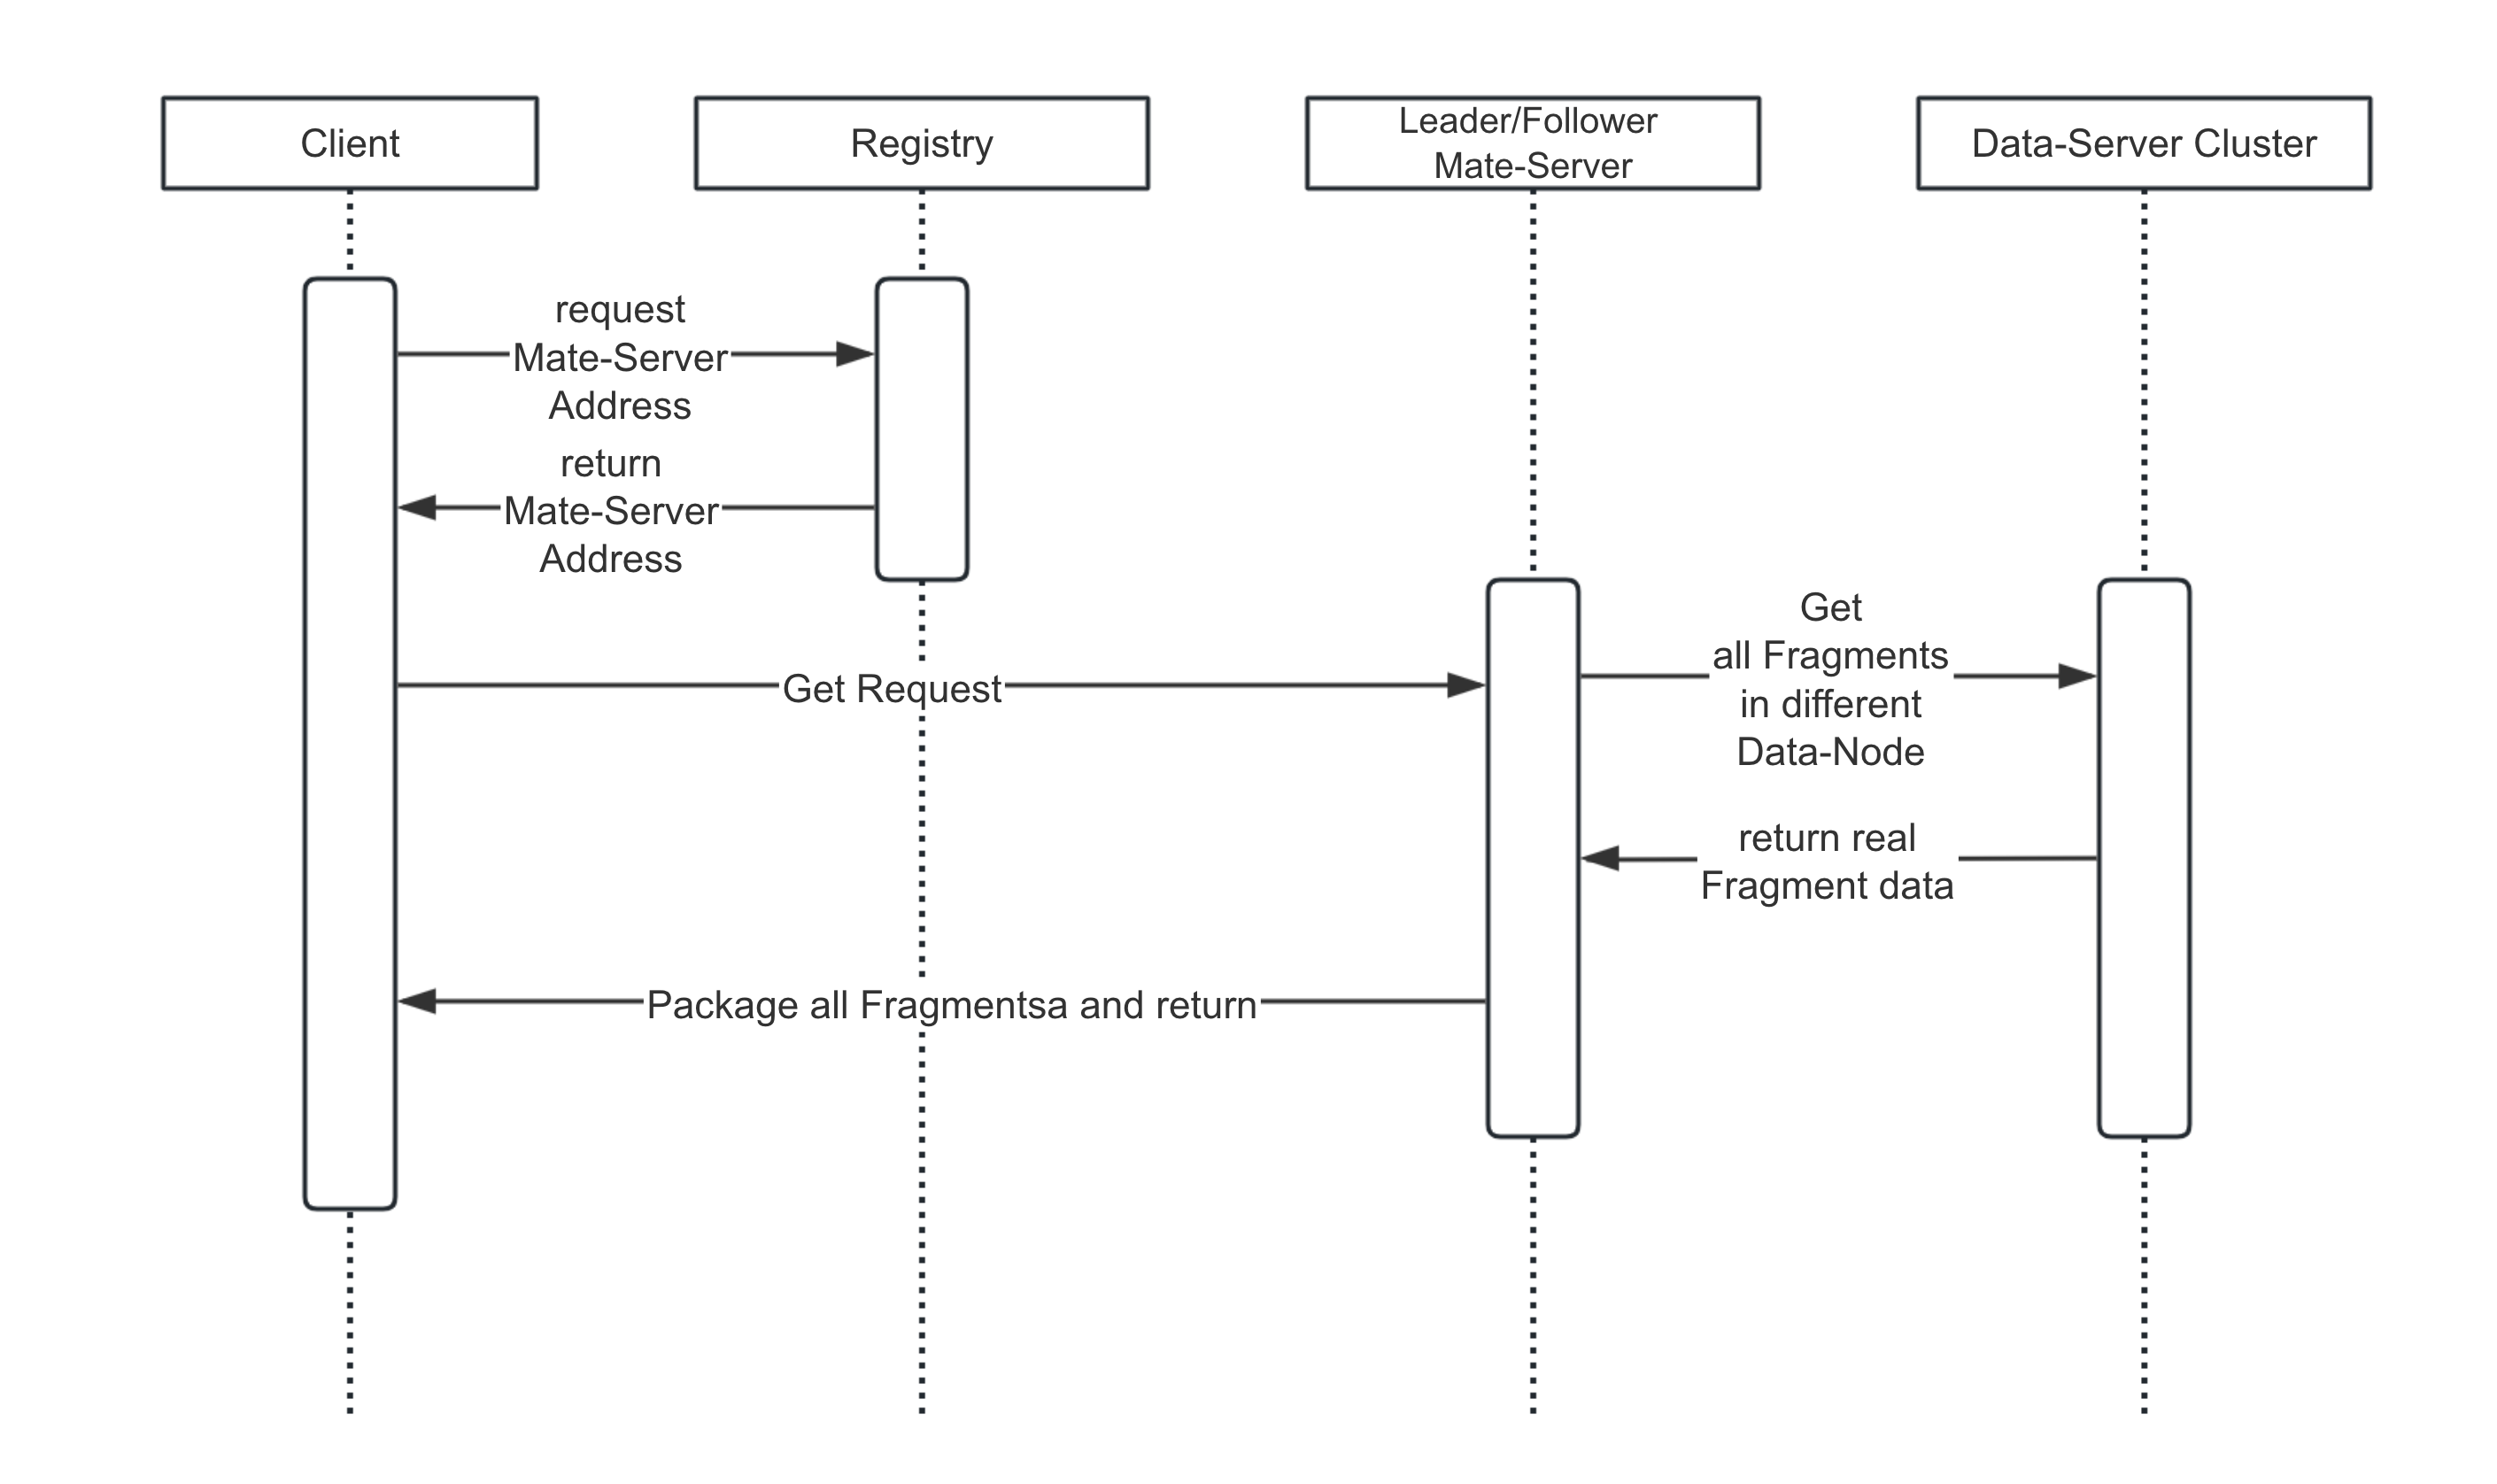 Client
Registry
Leader/Follower
Mate-Server
Data-Server Cluster
request
Mate-Server
Address
return
Mate-Server
Address
Get
all Fragments
in different
Data-Node
Get Request
return real
Fragment data
Package all Fragmentsa and return